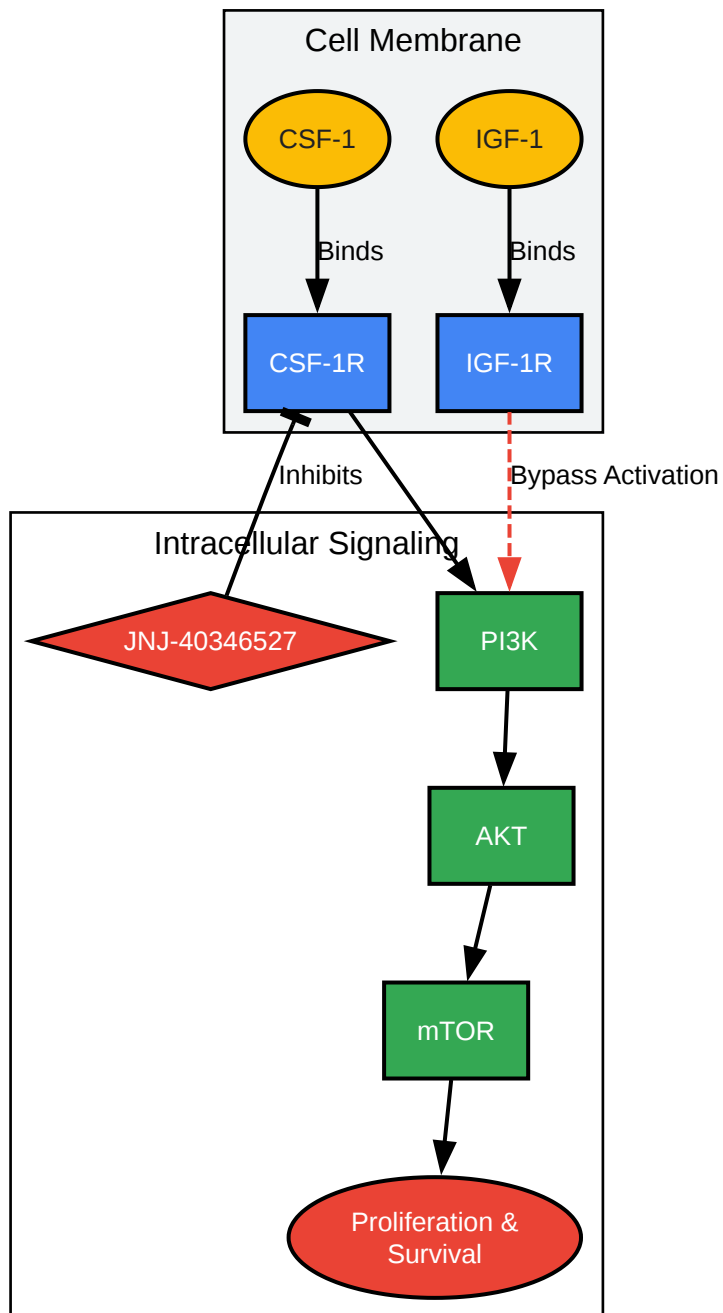 Cell Membrane
CSF-1
IGF-1
Binds
Binds
CSF-1R
IGF-1R
Inhibits
Bypass Activation
Intracellular Signaling
JNJ-40346527
PI3K
AKT
mTOR
Proliferation &
Survival